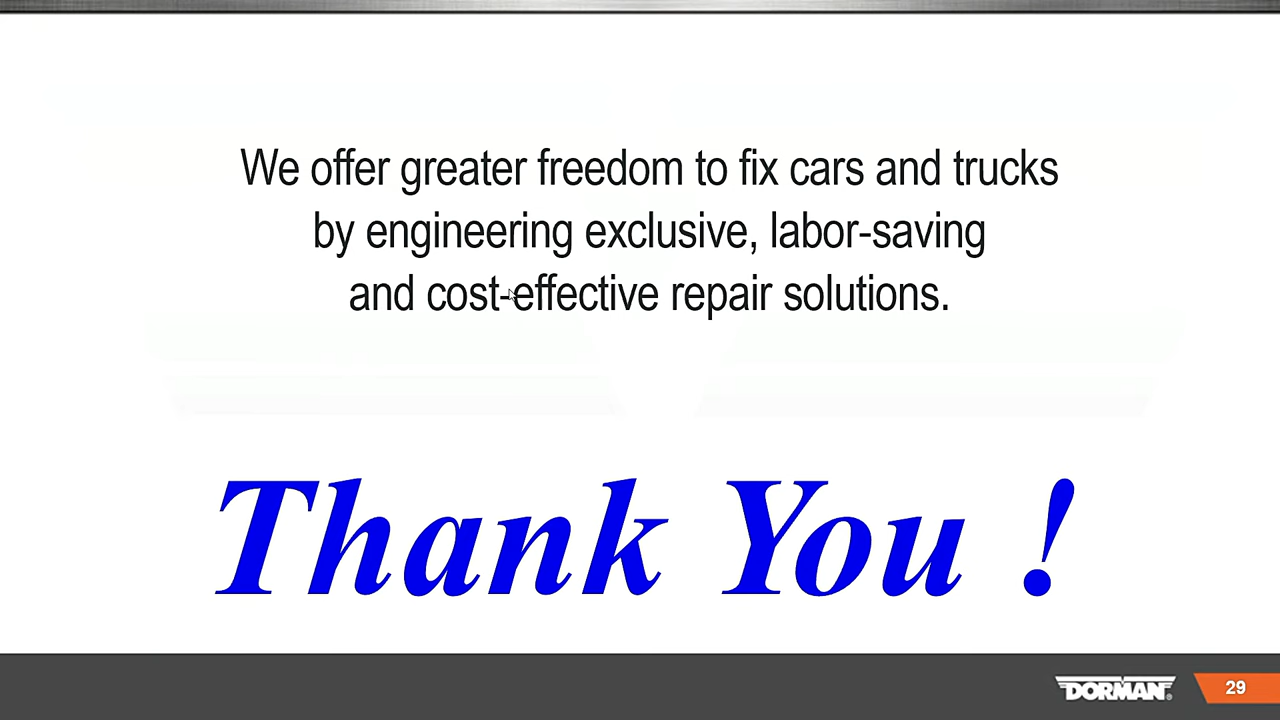 We offer greater freedom to fix cars and trucks
by engineering exclusive, labor-saving
and cost-effective repair solutions.
Thank You !
DORMAN®
29